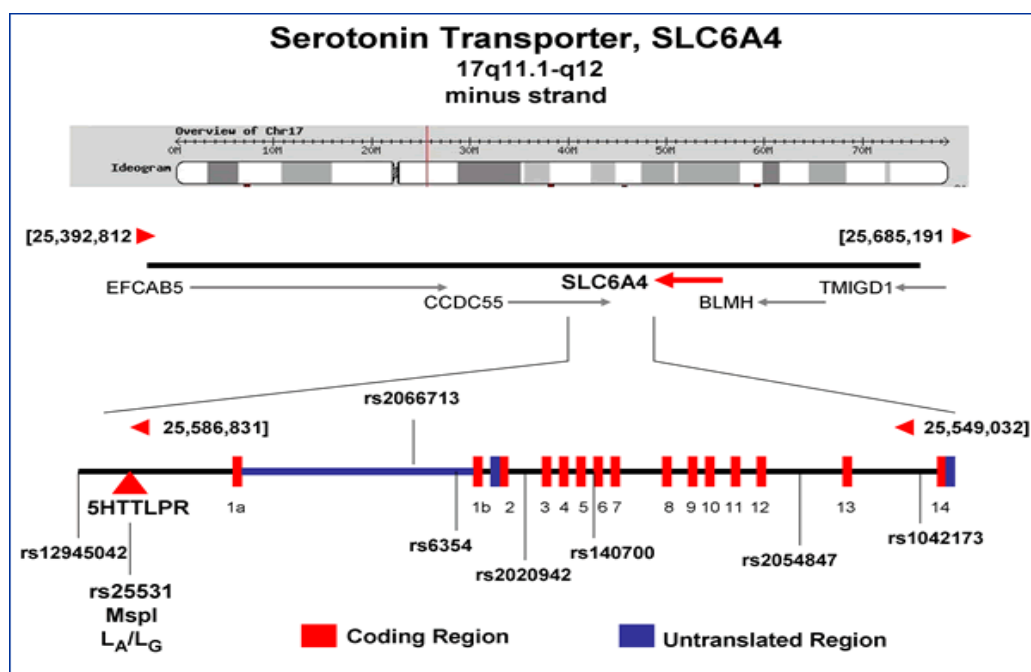 Serotonin Transporter, SLC6A4
17q11.1-q12
minus strand
Overview of Chr17
0M 10M 20M 30M 40M 50M 60M 70M
Ideogram
[25,392,812 [25,685,191
EFCAB5 SLC6A4 TMIGD1
CCDC55 BLMH
rs2066713
25,586,831] 25,549,032]
5HTTLPR 1a 1b 2 3 4 5 6 7 8 9 10 11 12 13 14
rs12945042 rs6354 rs140700 rs1042173
rs2020942 rs2054847
rs25531
MspI
LA/LG
Coding Region Untranslated Region